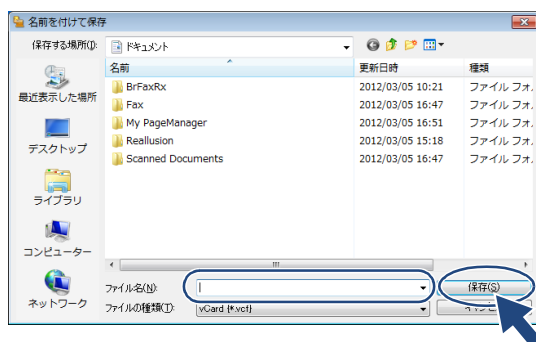 名前を付けて保存
保存する場所(I): ドキュメント
名前 更新日時 種類
BrFaxRx 2012/03/05 10:21 ファイル フォ
Fax 2012/03/05 16:47 ファイル フォ
My PageManager 2012/03/05 16:51 ファイル フォ
Reallusion 2012/03/05 15:18 ファイル フォ
Scanned Documents 2012/03/05 16:47 ファイル フォ
最近表示した場所
デスクトップ
ライブラリ
コンピューター
ネットワーク
ファイル名(N): 保存(S)
ファイルの種類(T): vCard (*.vcf)